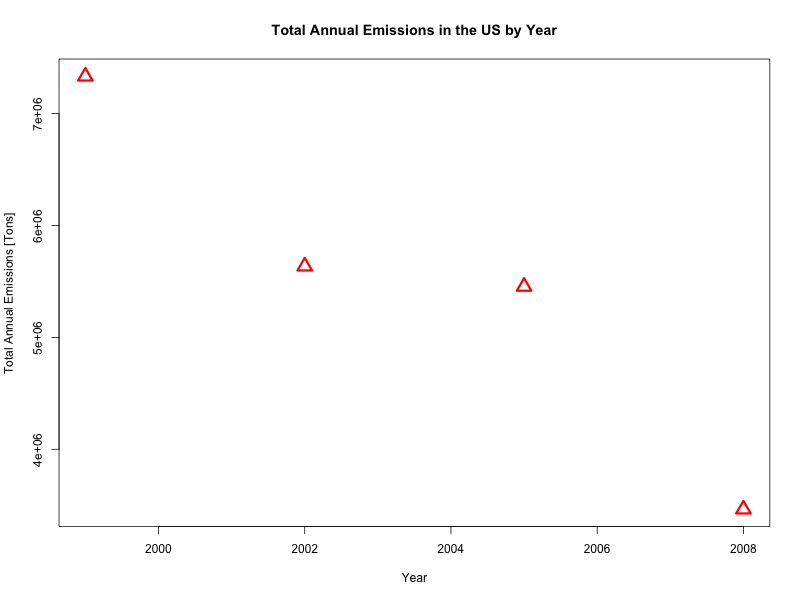 Total Annual Emissions in the US by Year
Total Annual Emissions [Tons]
7e+06
6e+06
5e+06
4e+06
2000 2002 2004 2006 2008
Year